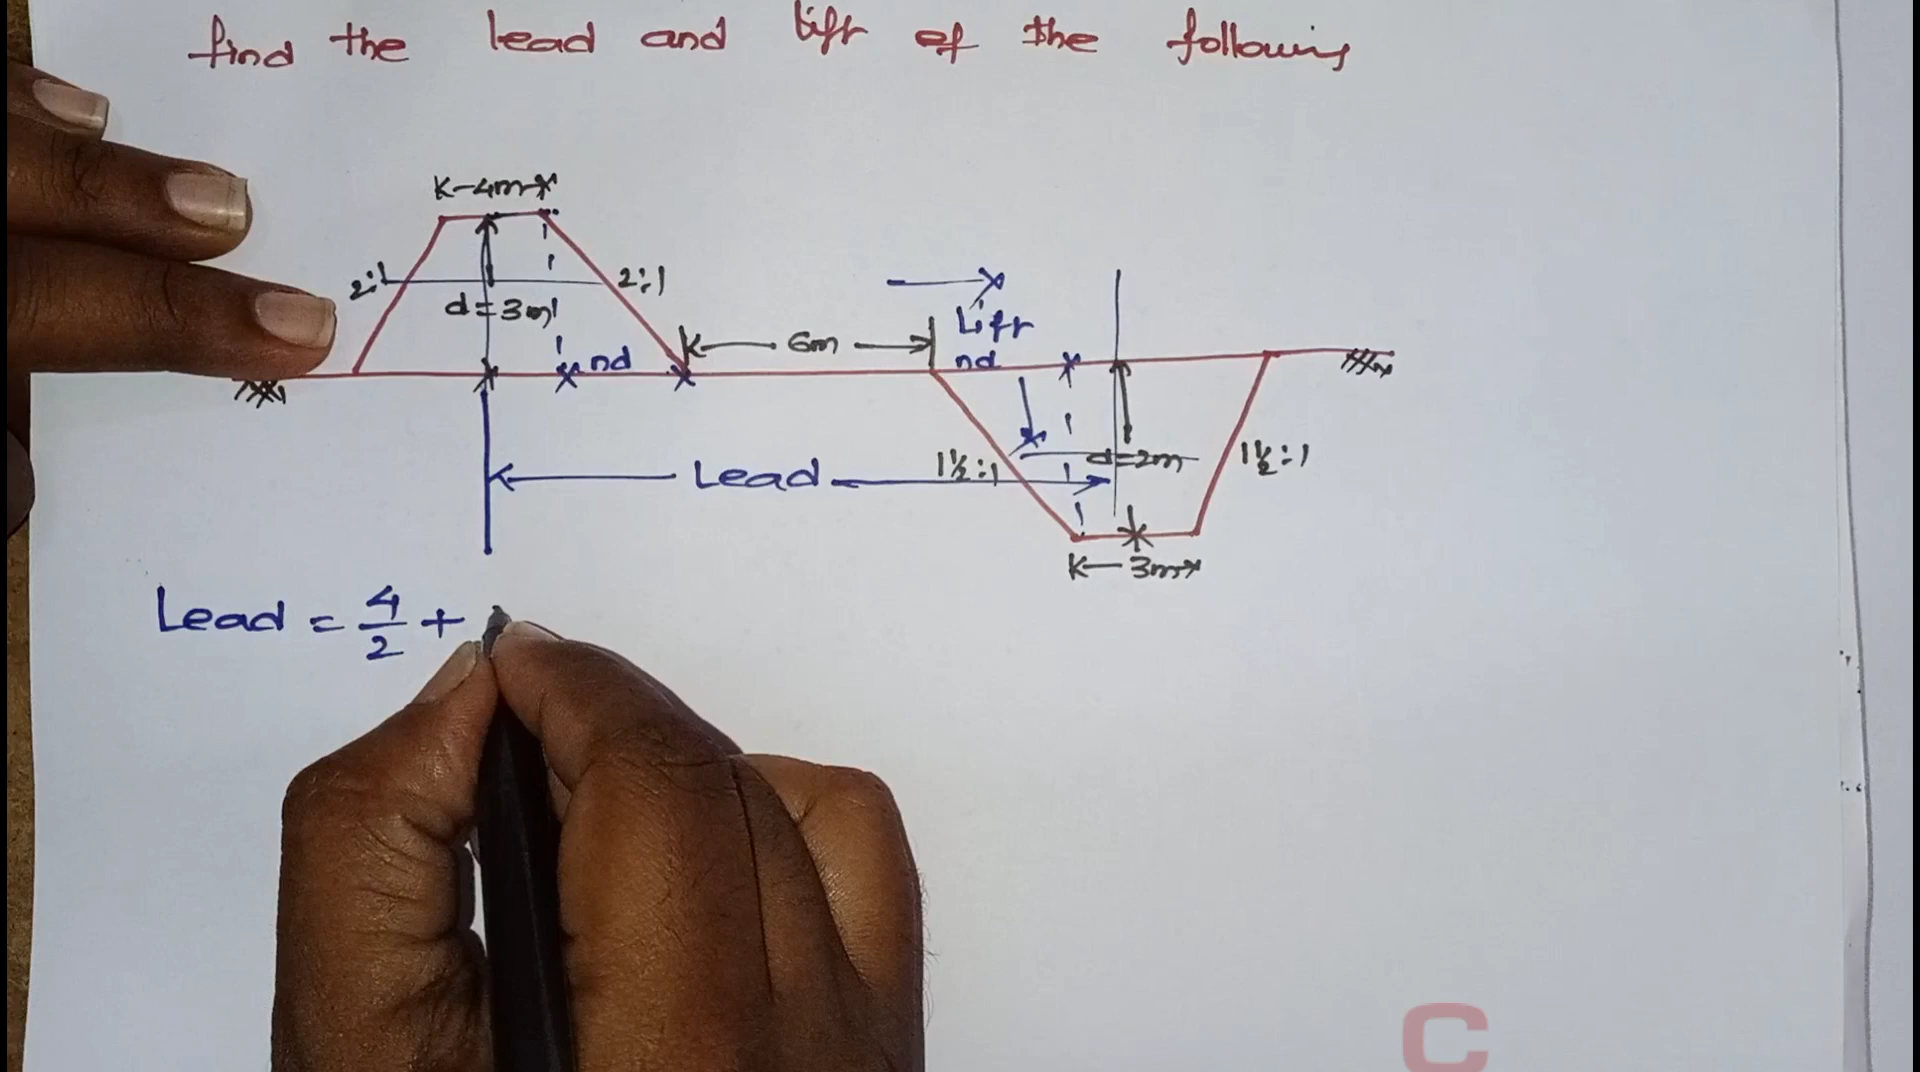 find the lead and lift of the following
K-4m-x
2:1
2:1
d=3m
6m
Lift
nd
nd
Lead
1½:1
d=2m
1½:1
K-3m-x
Lead = 4/2 +
C